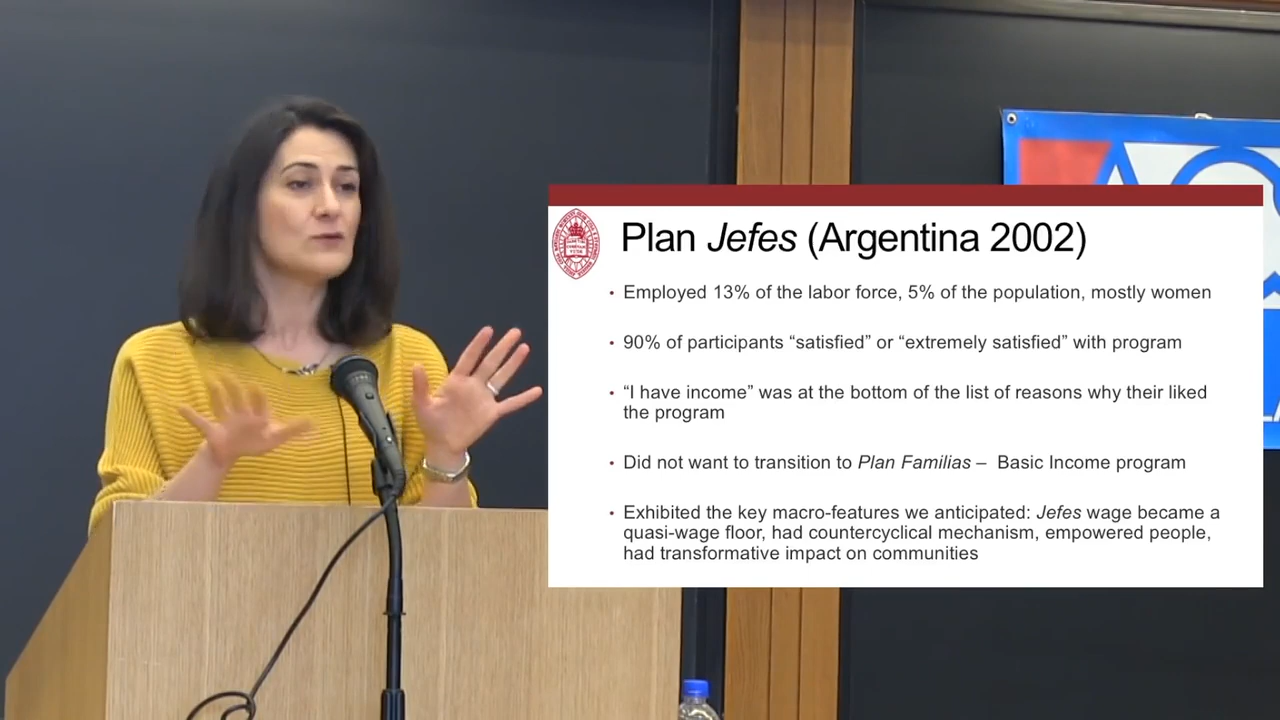 Plan Jefes (Argentina 2002)
• Employed 13% of the labor force, 5% of the population, mostly women
• 90% of participants “satisfied” or “extremely satisfied” with program
• “I have income” was at the bottom of the list of reasons why their liked
the program
• Did not want to transition to Plan Familias – Basic Income program
• Exhibited the key macro-features we anticipated: Jefes wage became a
quasi-wage floor, had countercyclical mechanism, empowered people,
had transformative impact on communities